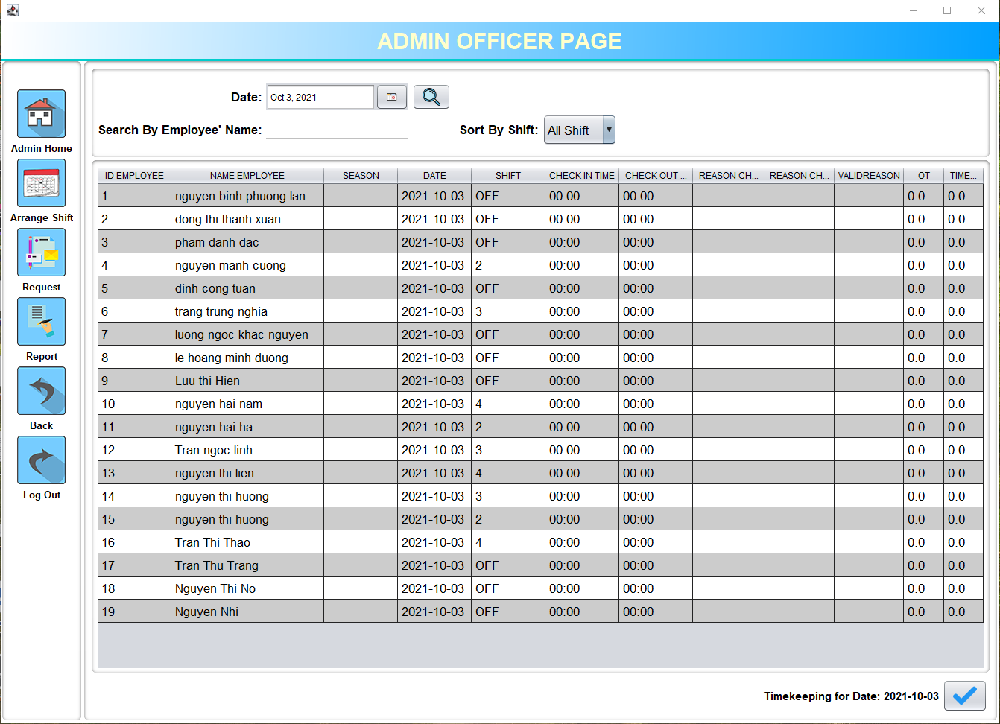 ADMIN OFFICER PAGE
Admin Home
Arrange Shift
Request
Report
Back
Log Out
Date: Oct 3, 2021
Search By Employee' Name:
Sort By Shift: All Shift
ID EMPLOYEE NAME EMPLOYEE SEASON DATE SHIFT CHECK IN TIME CHECK OUT ... REASON CH... REASON CH... VALIDREASON OT TIME...
1 nguyen binh phuong lan 2021-10-03 OFF 00:00 00:00 0.0 0.0
2 dong thi thanh xuan 2021-10-03 OFF 00:00 00:00 0.0 0.0
3 pham danh dac 2021-10-03 OFF 00:00 00:00 0.0 0.0
4 nguyen manh cuong 2021-10-03 2 00:00 00:00 0.0 0.0
5 dinh cong tuan 2021-10-03 OFF 00:00 00:00 0.0 0.0
6 trang trung nghia 2021-10-03 3 00:00 00:00 0.0 0.0
7 luong ngoc khac nguyen 2021-10-03 OFF 00:00 00:00 0.0 0.0
8 le hoang minh duong 2021-10-03 OFF 00:00 00:00 0.0 0.0
9 Luu thi Hien 2021-10-03 OFF 00:00 00:00 0.0 0.0
10 nguyen hai nam 2021-10-03 4 00:00 00:00 0.0 0.0
11 nguyen hai ha 2021-10-03 2 00:00 00:00 0.0 0.0
12 Tran ngoc linh 2021-10-03 3 00:00 00:00 0.0 0.0
13 nguyen thi lien 2021-10-03 4 00:00 00:00 0.0 0.0
14 nguyen thi huong 2021-10-03 3 00:00 00:00 0.0 0.0
15 nguyen thi huong 2021-10-03 2 00:00 00:00 0.0 0.0
16 Tran Thi Thao 2021-10-03 4 00:00 00:00 0.0 0.0
17 Tran Thu Trang 2021-10-03 OFF 00:00 00:00 0.0 0.0
18 Nguyen Thi No 2021-10-03 OFF 00:00 00:00 0.0 0.0
19 Nguyen Nhi 2021-10-03 OFF 00:00 00:00 0.0 0.0
Timekeeping for Date: 2021-10-03